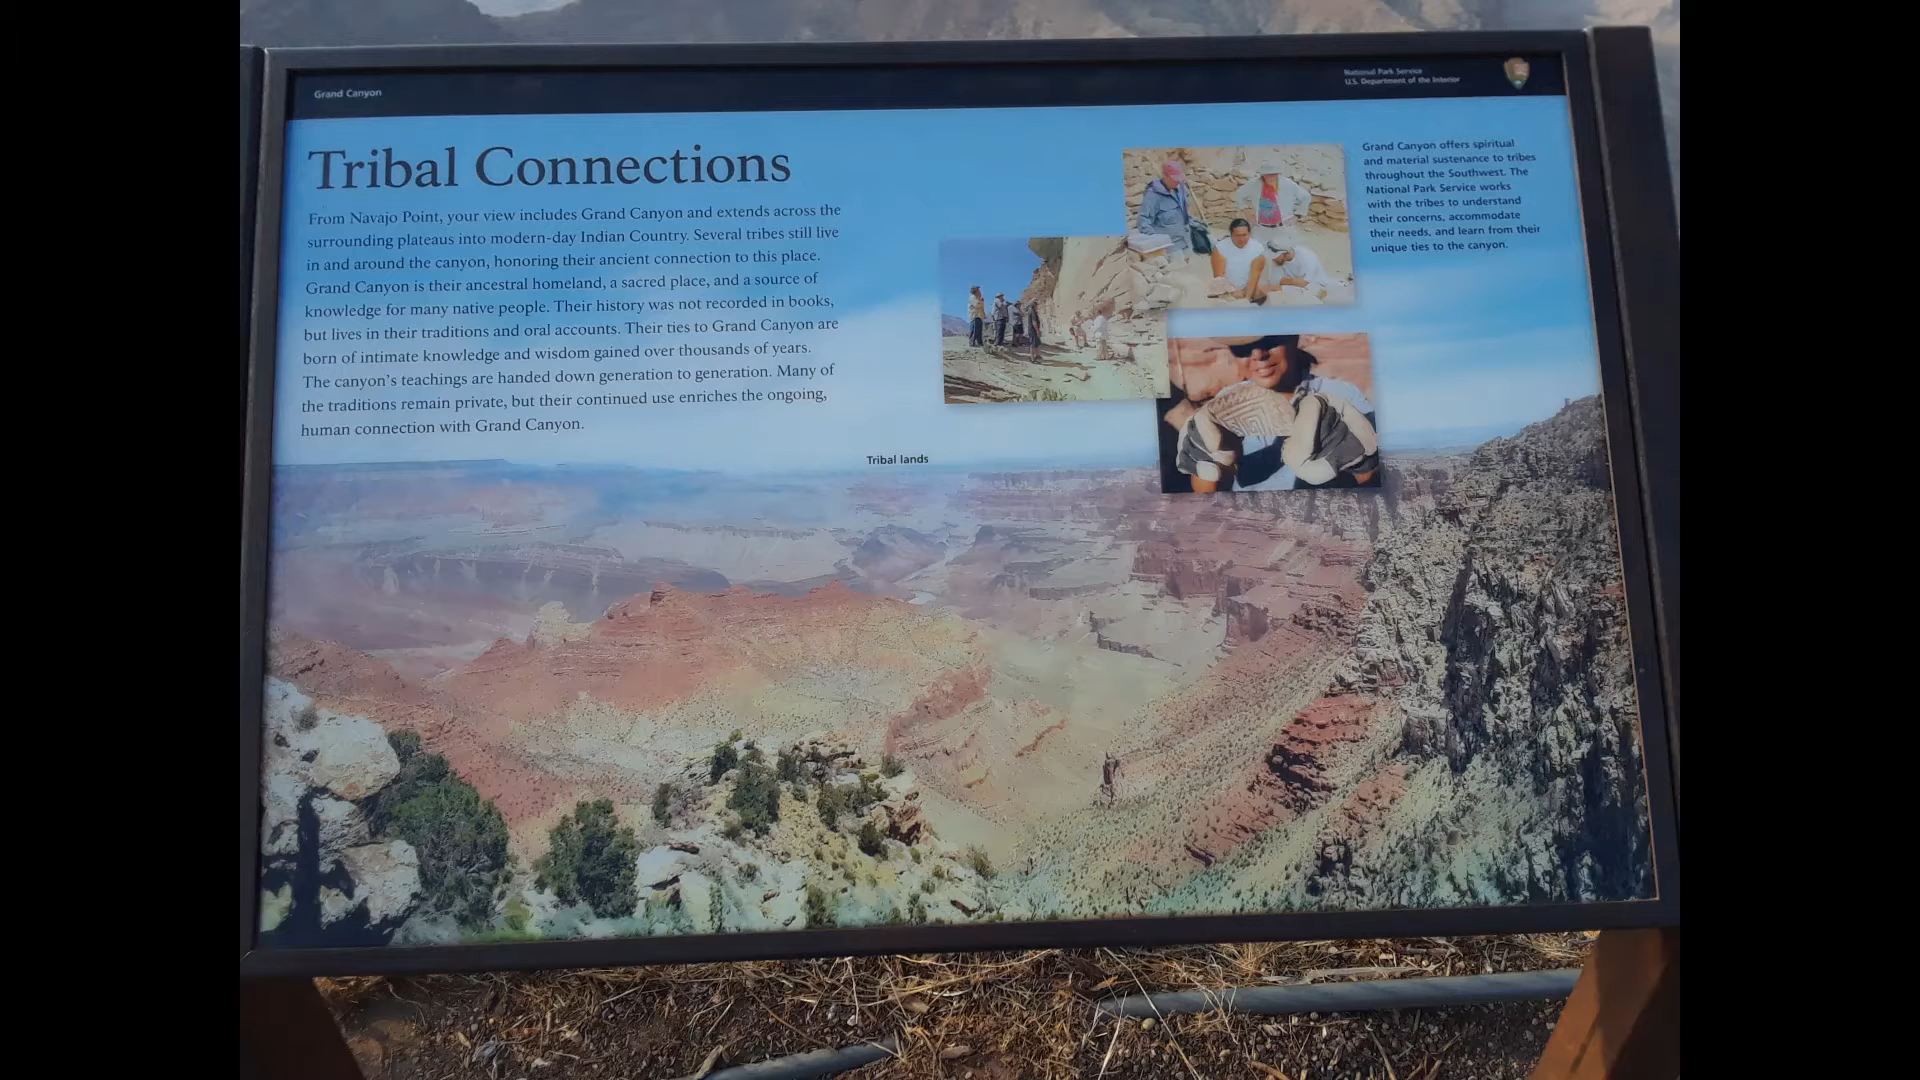 Grand Canyon
National Park Service
U.S. Department of the Interior
Tribal Connections
From Navajo Point, your view includes Grand Canyon and extends across the
surrounding plateaus into modern-day Indian Country. Several tribes still live
in and around the canyon, honoring their ancient connection to this place.
Grand Canyon is their ancestral homeland, a sacred place, and a source of
knowledge for many native people. Their history was not recorded in books,
but lives in their traditions and oral accounts. Their ties to Grand Canyon are
born of intimate knowledge and wisdom gained over thousands of years.
The canyon's teachings are handed down generation to generation. Many of
the traditions remain private, but their continued use enriches the ongoing,
human connection with Grand Canyon.
Grand Canyon offers spiritual
and material sustenance to tribes
throughout the Southwest. The
National Park Service works
with the tribes to understand
their concerns, accommodate
their needs, and learn from their
unique ties to the canyon.
Tribal lands